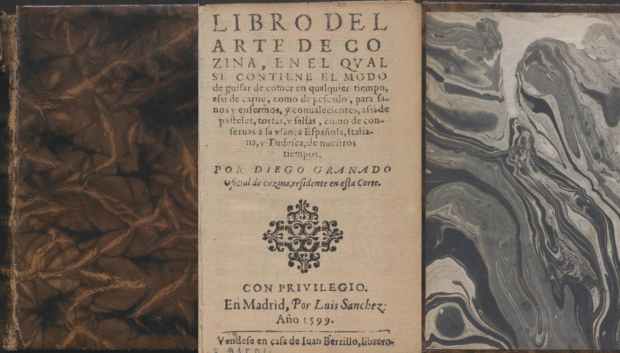 LIBRO DEL
ARTE DE CO
ZINA, EN EL QVAL
SE CONTIENE EL MODO
de guisar de comer en qualquier tiempo,
assi de carne, como de pescado, para sa-
nos y enfermos, y conualecientes, assi de
pasteles, tortas, y salsas, como de con-
seruas a la vsança Española, Italia-
na, y Tudesca, de nuestros
tiempos.
POR DIEGO GRANADO
Oficial de cozina, residente en esta Corte.
CON PRIVILEGIO.
En Madrid, Por Luis Sanchez:
Año 1599.
Vendese en casa de Iuan Berrillo, librero.